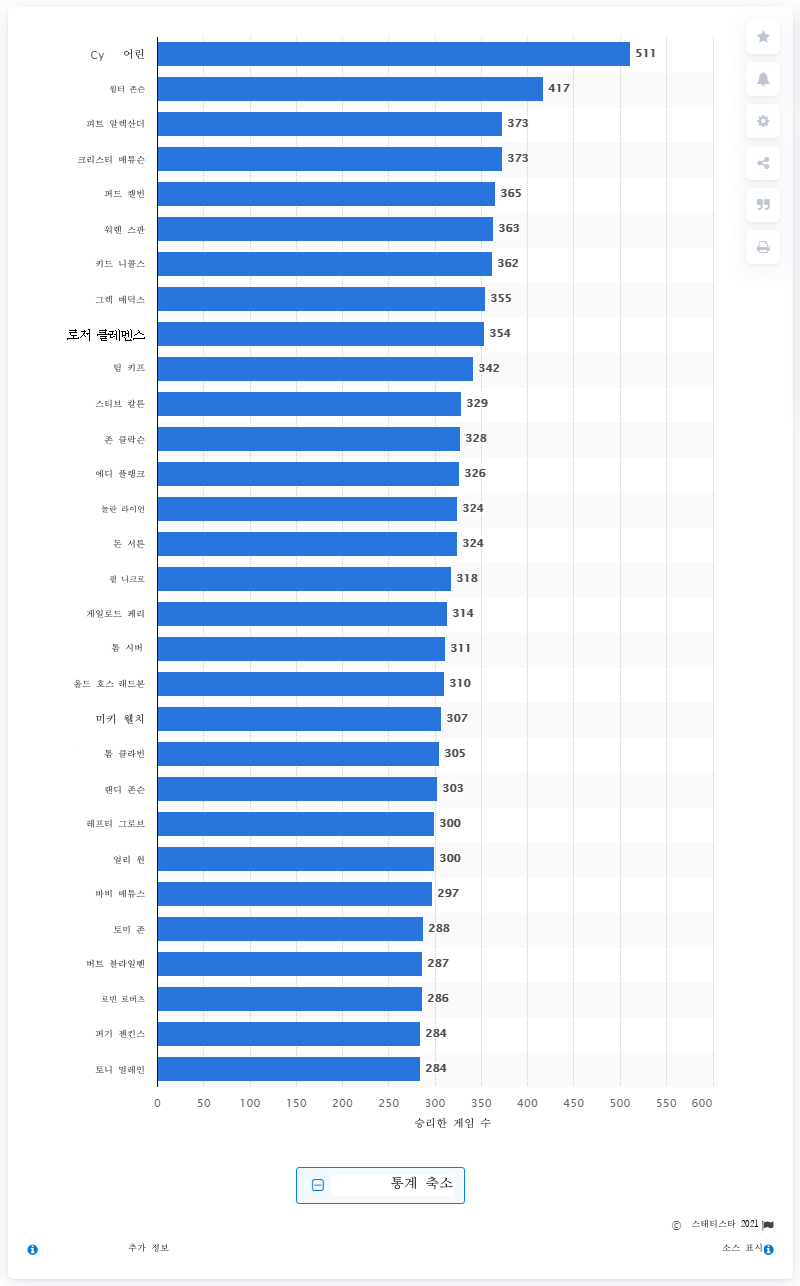 Cy 어린 511
월터 존슨 417
피트 알렉산더 373
크리스티 매튜슨 373
퍼드 갤빈 365
워렌 스판 363
키드 니콜스 362
그렉 매덕스 355
로저 클레멘스 354
팀 키프 342
스티브 칼튼 329
존 클락슨 328
에디 플랭크 326
놀란 라이언 324
돈 서튼 324
필 니크로 318
게일로드 페리 314
톰 시버 311
올드 호스 래드본 310
미키 웰치 307
톰 글라빈 305
랜디 존슨 303
레프티 그로브 300
얼리 윈 300
바비 매튜스 297
토미 존 288
버트 블라일렌 287
로빈 로버츠 286
퍼기 젠킨스 284
토니 멀레인 284
0 50 100 150 200 250 300 350 400 450 500 550 600
승리한 게임 수
통계 축소
© 스태티스타 2021
추가 정보 소스 표시